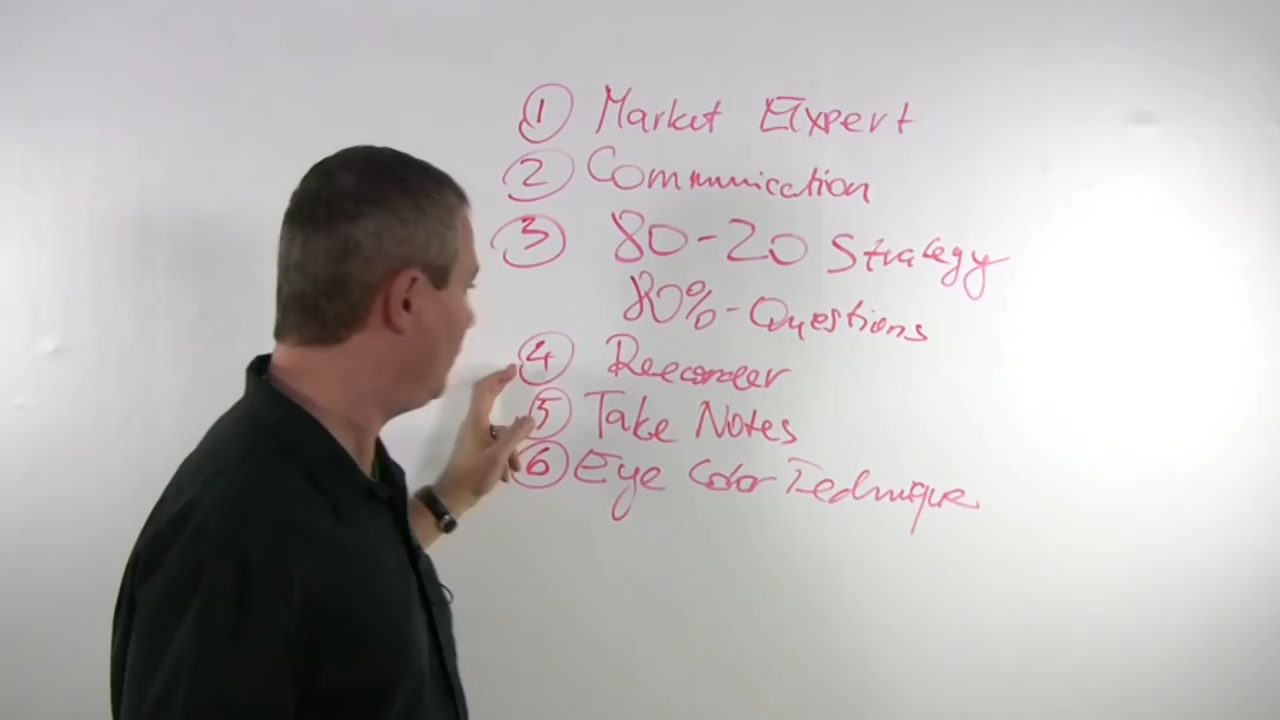 1 Market Expert
2 Communication
3 80-20 Strategy
80% - Questions
4 Recorder
5 Take Notes
6 Eye Color Technique